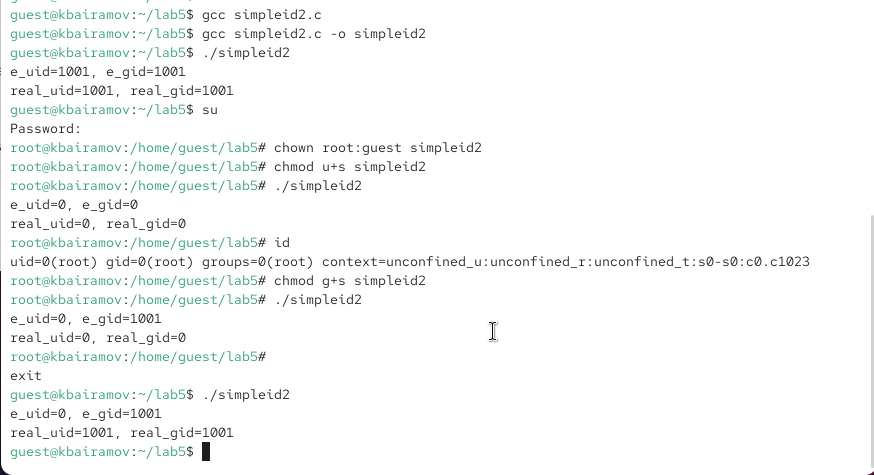 guest@kbairamov:~/lab5$ gcc simpleid2.c
guest@kbairamov:~/lab5$ gcc simpleid2.c -o simpleid2
guest@kbairamov:~/lab5$ ./simpleid2
e_uid=1001, e_gid=1001
real_uid=1001, real_gid=1001
guest@kbairamov:~/lab5$ su
Password:
root@kbairamov:/home/guest/lab5# chown root:guest simpleid2
root@kbairamov:/home/guest/lab5# chmod u+s simpleid2
root@kbairamov:/home/guest/lab5# ./simpleid2
e_uid=0, e_gid=0
real_uid=0, real_gid=0
root@kbairamov:/home/guest/lab5# id
uid=0(root) gid=0(root) groups=0(root) context=unconfined_u:unconfined_r:unconfined_t:s0-s0:c0.c1023
root@kbairamov:/home/guest/lab5# chmod g+s simpleid2
root@kbairamov:/home/guest/lab5# ./simpleid2
e_uid=0, e_gid=1001
real_uid=0, real_gid=0
root@kbairamov:/home/guest/lab5#
exit
guest@kbairamov:~/lab5$ ./simpleid2
e_uid=0, e_gid=1001
real_uid=1001, real_gid=1001
guest@kbairamov:~/lab5$